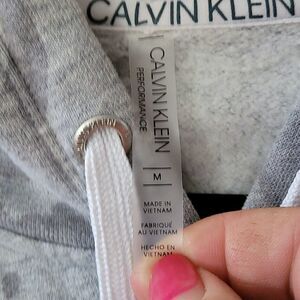 CALVIN KLEIN
CALVIN KLEIN
PERFORMANCE
M
MADE IN
VIETNAM
FABRIQUÉ
AU VIETNAM
HECHO EN
VIETNAM